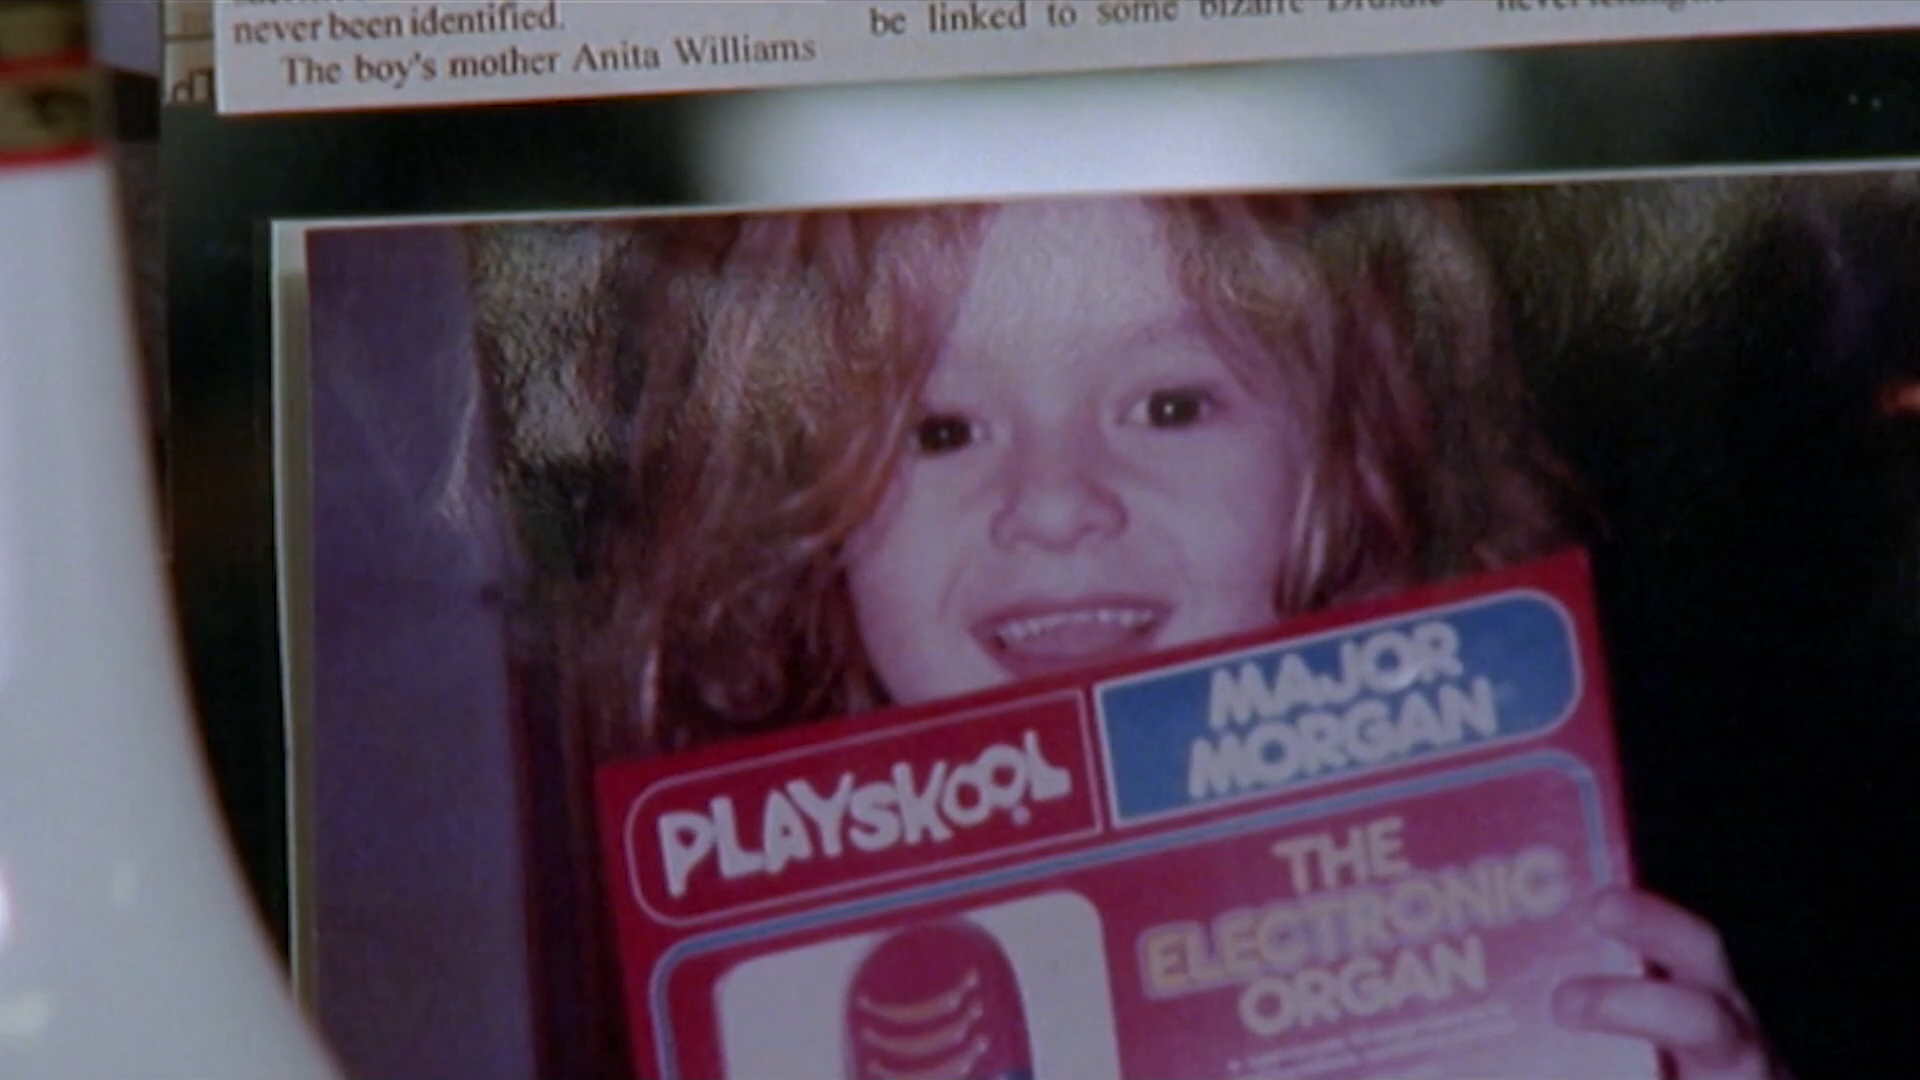 never been identified.
The boy's mother Anita Williams
be linked to some bizarre Druidic
PLAYSKOOL
MAJOR
MORGAN
THE
ELECTRONIC
ORGAN